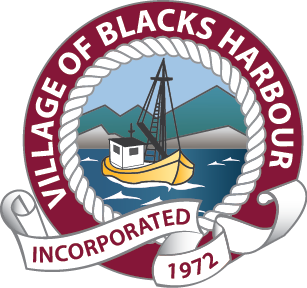 VILLAGE OF BLACKS HARBOUR
INCORPORATED
1972